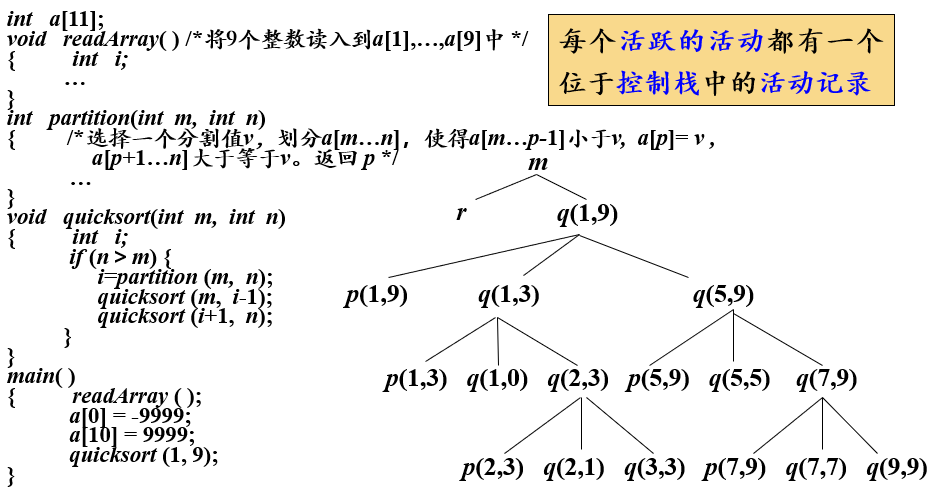 int a[11];
void readArray( ) /*将9个整数读入到a[1],…,a[9]中 */
{ int i;
…
}
int partition(int m, int n)
{ /*选择一个分割值v，划分a[m…n]，使得a[m…p-1]小于v, a[p]= v，
a[p+1…n]大于等于v。返回 p */
…
}
void quicksort(int m, int n)
{ int i;
if (n > m) {
i=partition (m, n);
quicksort (m, i-1);
quicksort (i+1, n);
}
}
main( )
{ readArray ( );
a[0] = -9999;
a[10] = 9999;
quicksort (1, 9);
}
每个活跃的活动都有一个
位于控制栈中的活动记录
m
r q(1,9)
p(1,9) q(1,3) q(5,9)
p(1,3) q(1,0) q(2,3) p(5,9) q(5,5) q(7,9)
p(2,3) q(2,1) q(3,3) p(7,9) q(7,7) q(9,9)